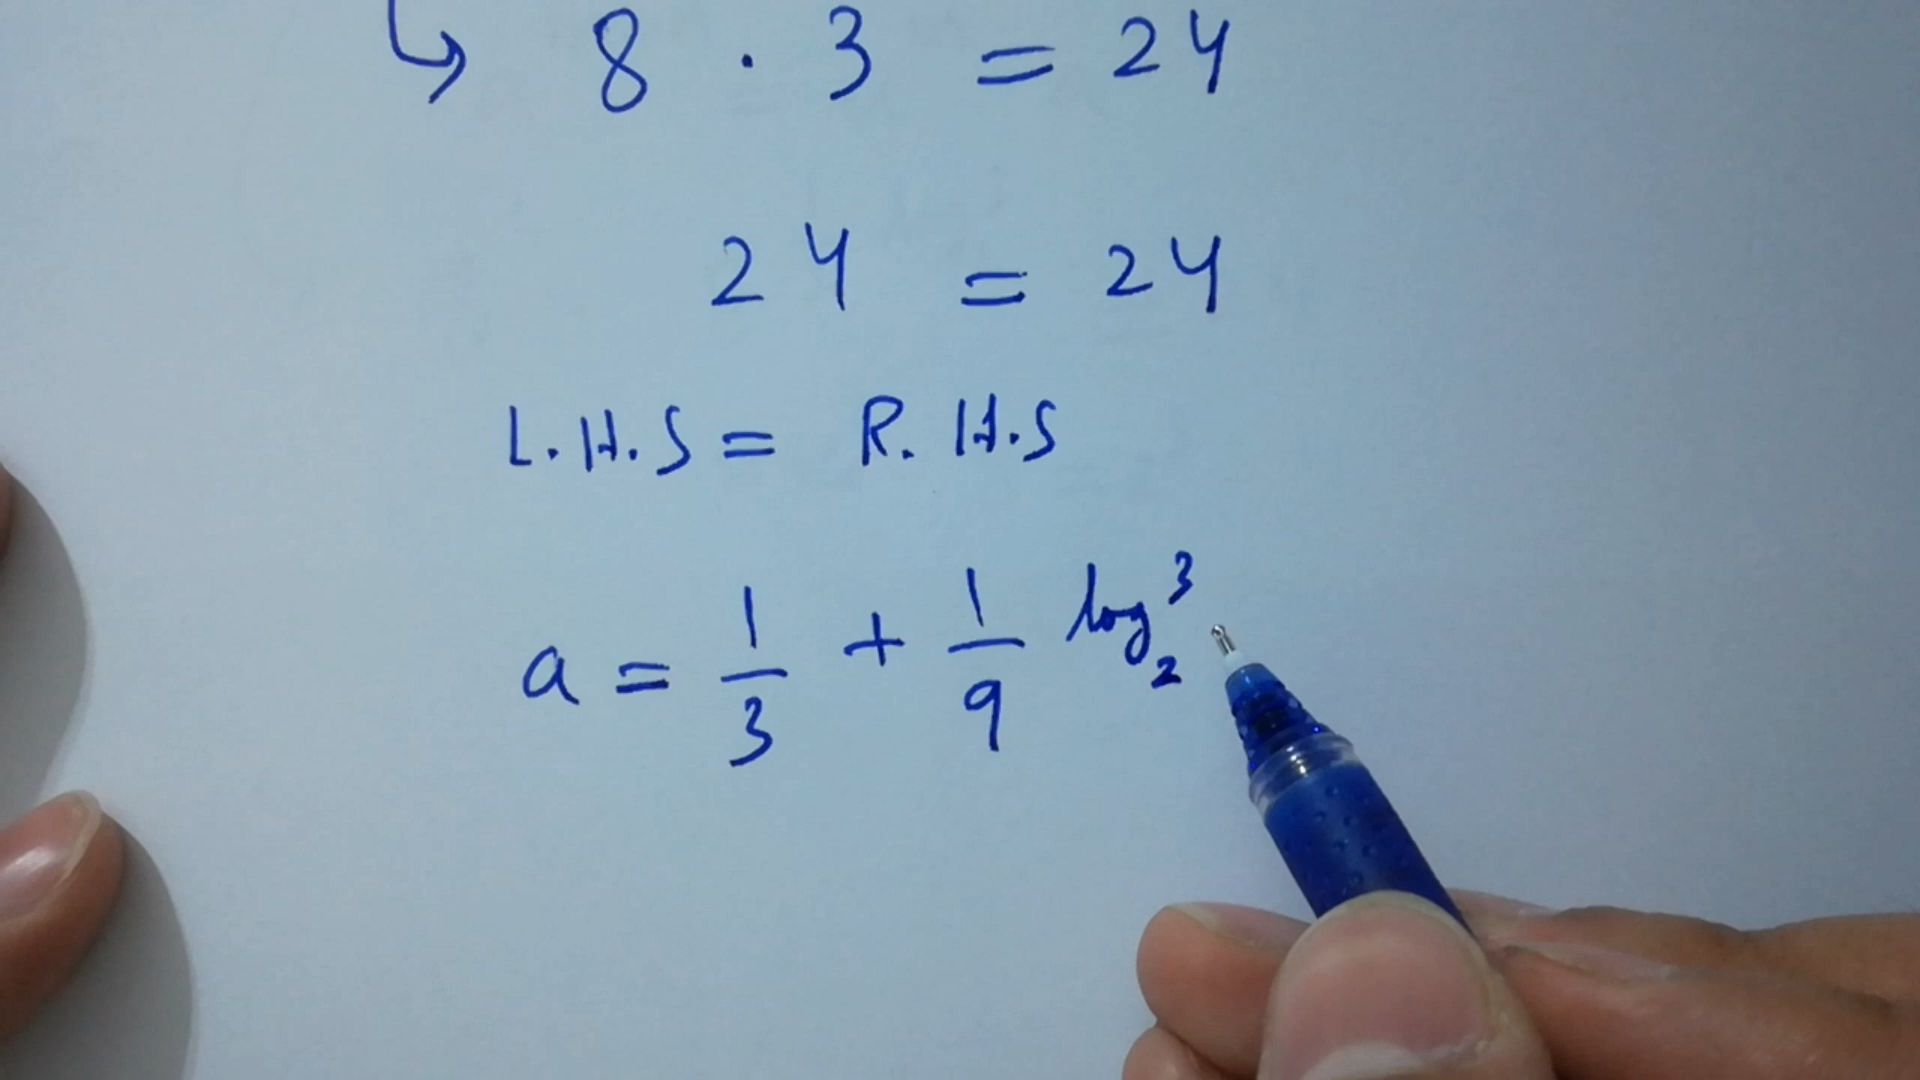 ↳ 8 · 3 = 24
24 = 24
L.H.S = R.H.S
a = 1/3 + 1/9 log₂³